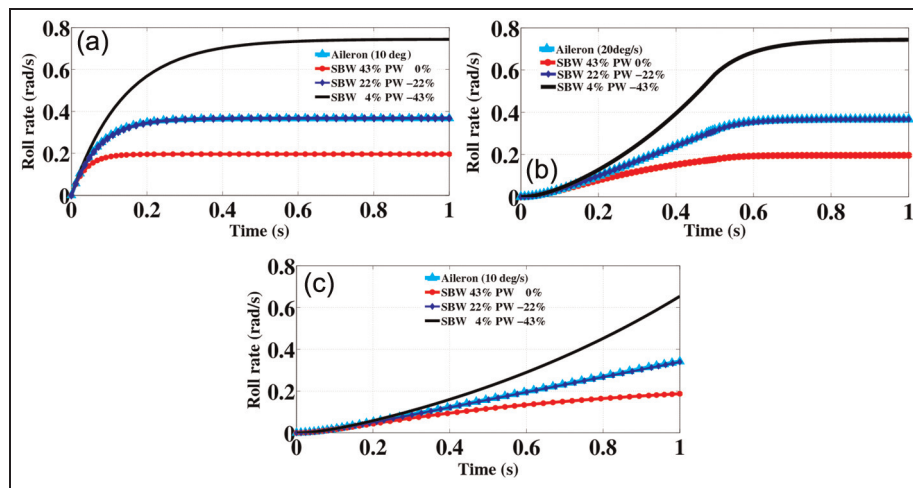 (a)
Roll rate (rad/s)
0.8
0.6
0.4
0.2
0
Aileron (10 deg)
SBW 43% PW 0%
SBW 22% PW −22%
SBW 4% PW −43%
0 0.2 0.4 0.6 0.8 1
Time (s)
(b)
Roll rate (rad/s)
0.8
0.6
0.4
0.2
0
Aileron (20deg/s)
SBW 43% PW 0%
SBW 22% PW −22%
SBW 4% PW −43%
0 0.2 0.4 0.6 0.8 1
Time (s)
(c)
Roll rate (rad/s)
0.8
0.6
0.4
0.2
0
Aileron (10 deg/s)
SBW 43% PW 0%
SBW 22% PW −22%
SBW 4% PW −43%
0 0.2 0.4 0.6 0.8 1
Time (s)